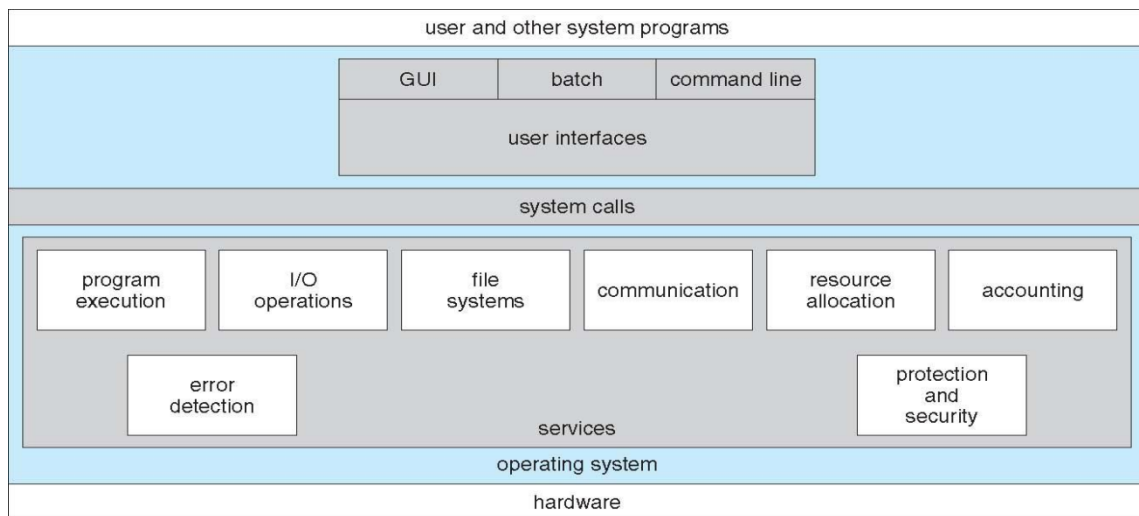 user and other system programs
GUI
batch
command line
user interfaces
system calls
program
execution
I/O
operations
file
systems
communication
resource
allocation
accounting
error
detection
protection
and
security
services
operating system
hardware